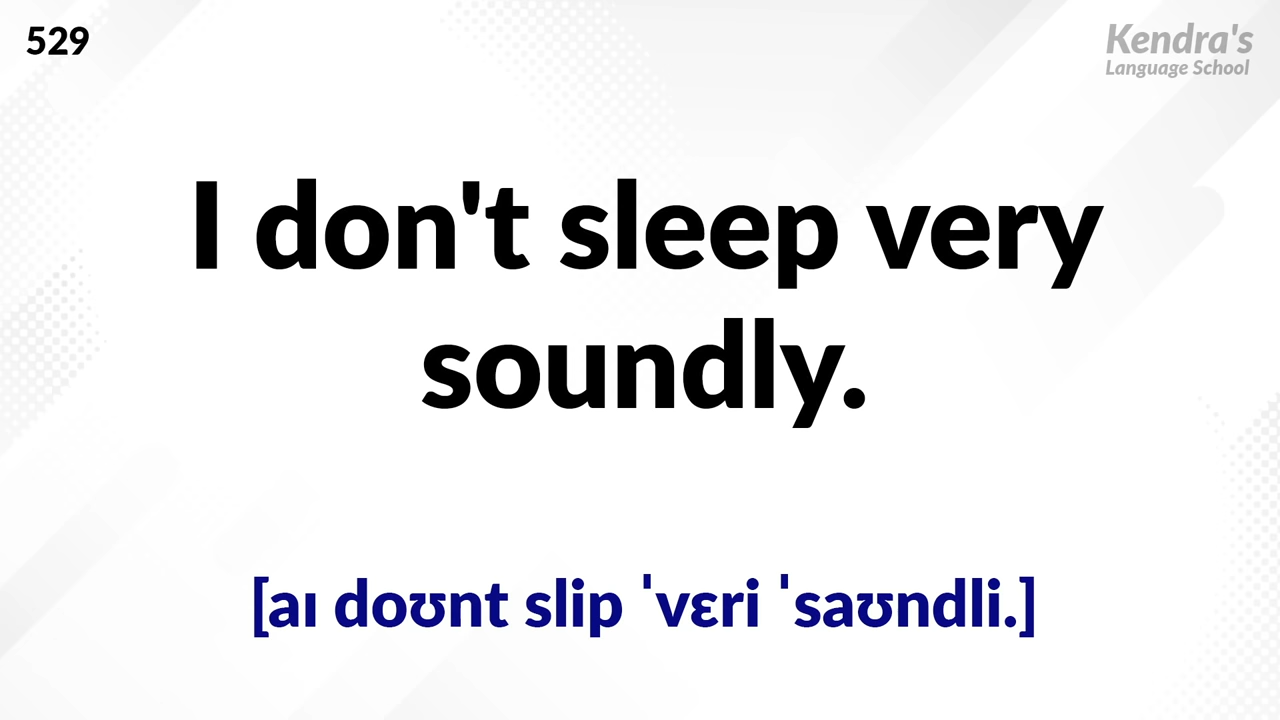 529
Kendra's
Language School
I don't sleep very
soundly.
[aɪ doʊnt slip ˈvɛri ˈsaʊndli.]